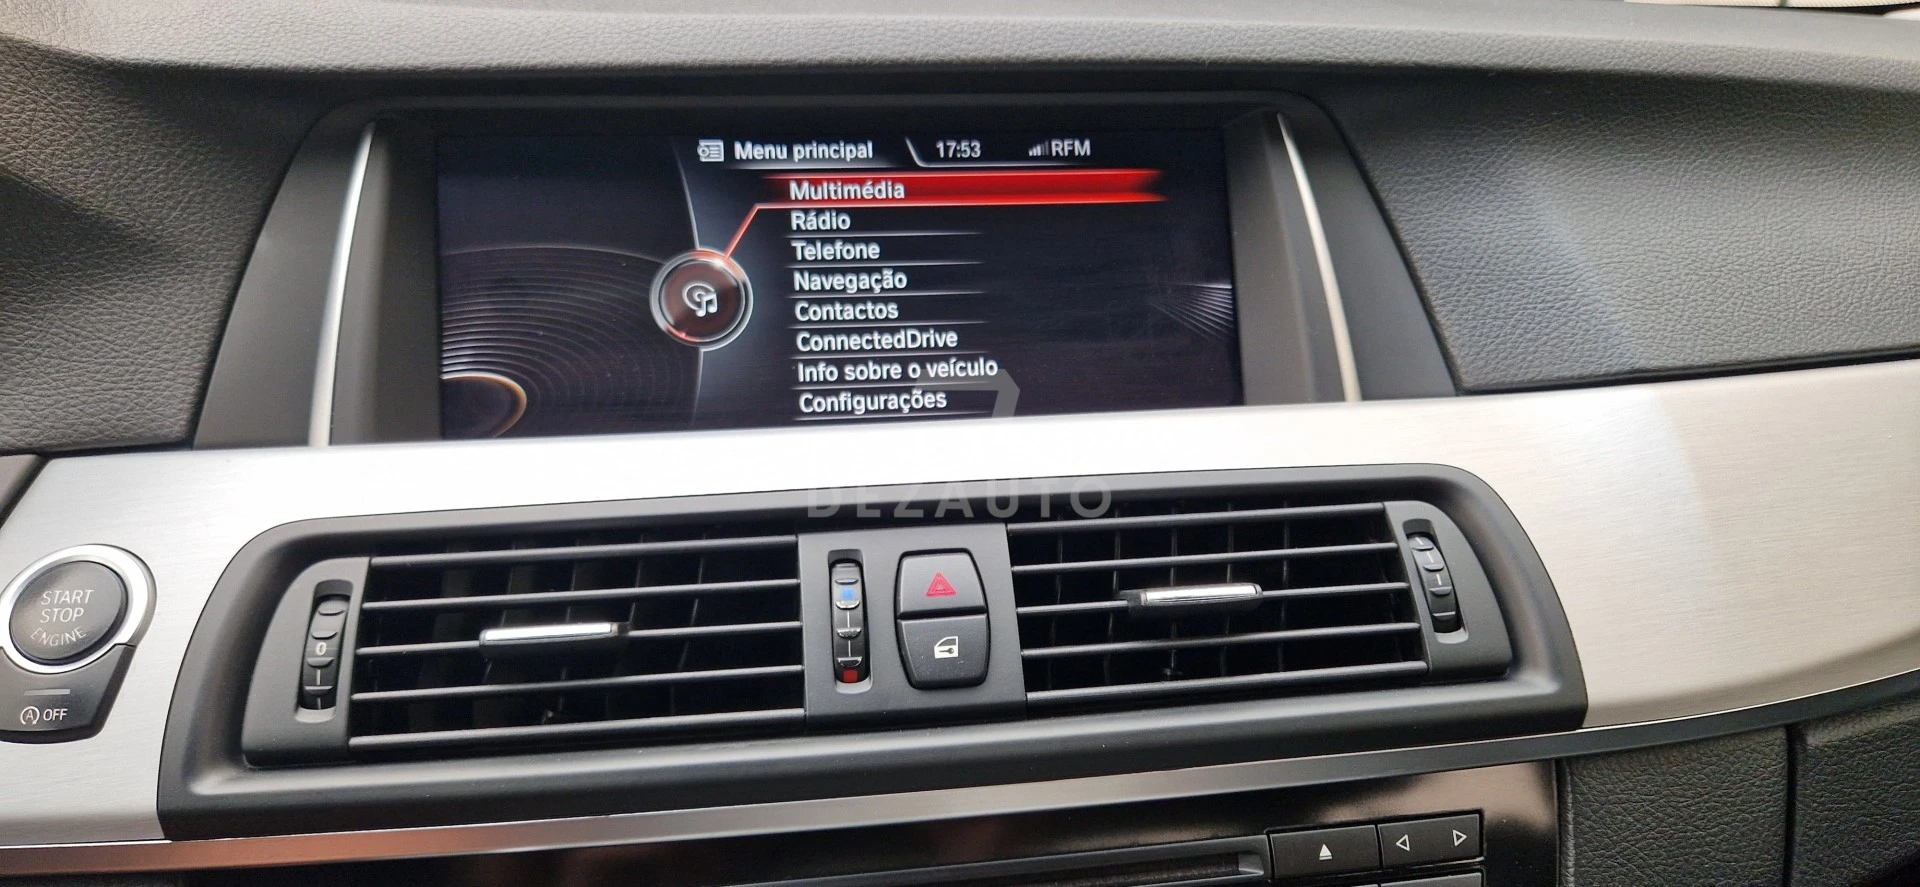 Menu principal 17:53 RFM
Multimédia
Rádio
Telefone
Navegação
Contactos
ConnectedDrive
Info sobre o veículo
Configurações
DEZAUTO
START
STOP
ENGINE
0
A OFF